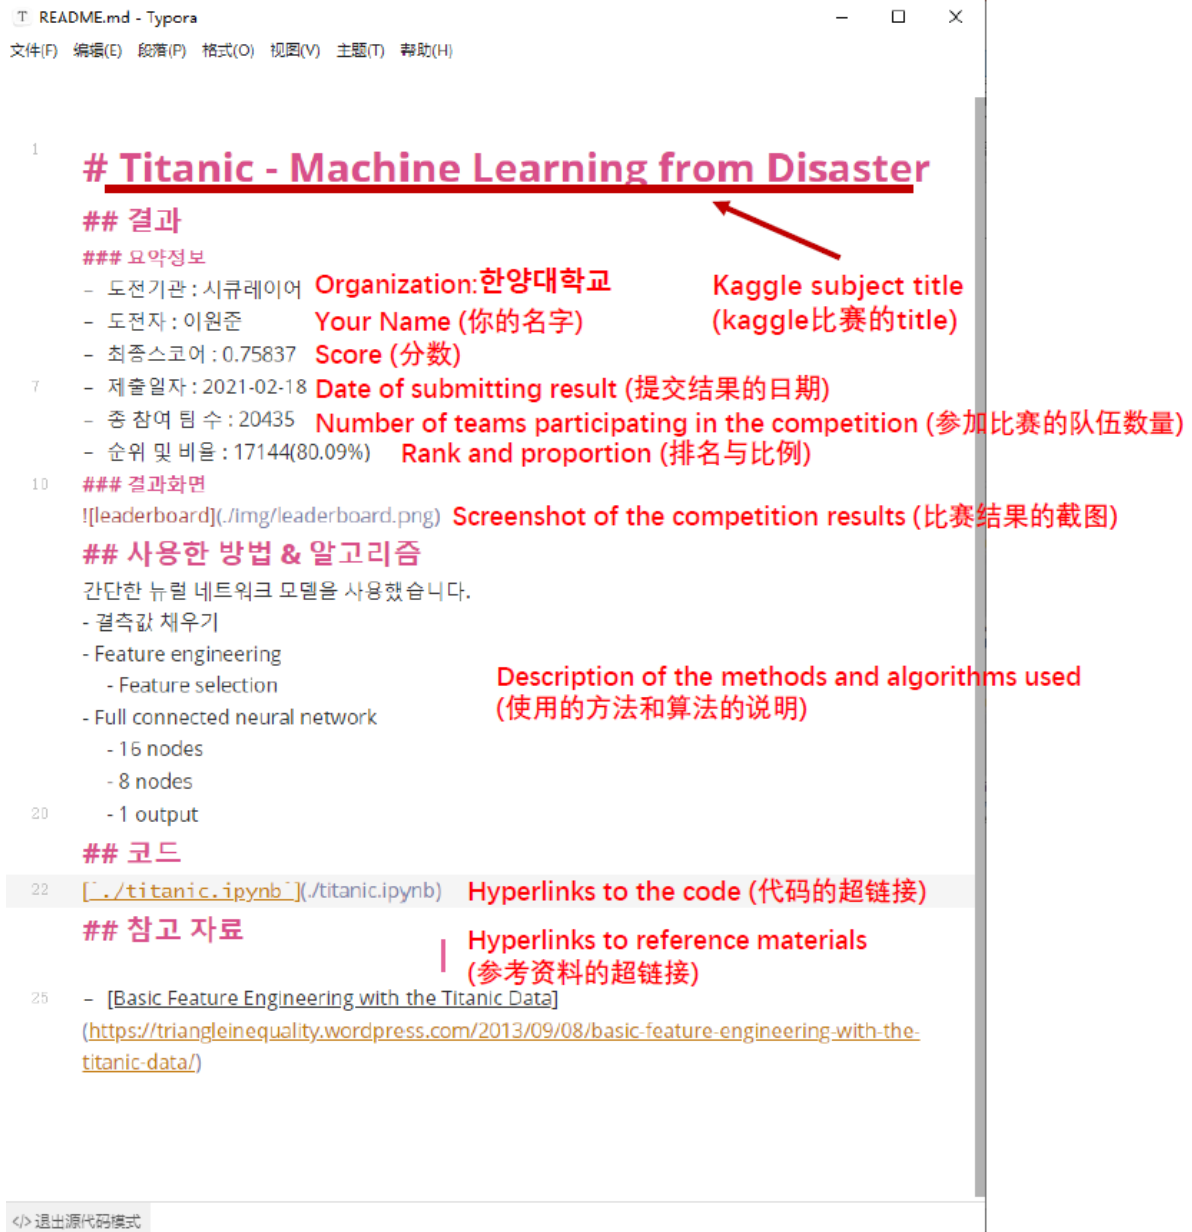 T README.md - Typora
文件(F) 编辑(E) 段落(P) 格式(O) 视图(V) 主题(T) 帮助(H)
1
# Titanic - Machine Learning from Disaster
## 결과
### 요약정보
- 도전기관 : 시큐레이어 Organization:한양대학교
Kaggle subject title
- 도전자 : 이원준 Your Name (你的名字)
(kaggle比赛的title)
- 최종스코어 : 0.75837 Score (分数)
7 - 제출일자 : 2021-02-18 Date of submitting result (提交结果的日期)
- 총 참여 팀 수 : 20435 Number of teams participating in the competition (参加比赛的队伍数量)
- 순위 및 비율 : 17144(80.09%) Rank and proportion (排名与比例)
10 ### 결과화면
![leaderboard](./img/leaderboard.png) Screenshot of the competition results (比赛结果的截图)
## 사용한 방법 & 알고리즘
간단한 뉴럴 네트워크 모델을 사용했습니다.
- 결측값 채우기
- Feature engineering
- Feature selection
Description of the methods and algorithms used
(使用的方法和算法的说明)
- Full connected neural network
- 16 nodes
- 8 nodes
20 - 1 output
## 코드
22 [`./titanic.ipynb`](./titanic.ipynb) Hyperlinks to the code (代码的超链接)
## 참고 자료
Hyperlinks to reference materials
(参考资料的超链接)
25 - [Basic Feature Engineering with the Titanic Data]
(https://triangleinequality.wordpress.com/2013/09/08/basic-feature-engineering-with-the-
titanic-data/)
</> 退出源代码模式